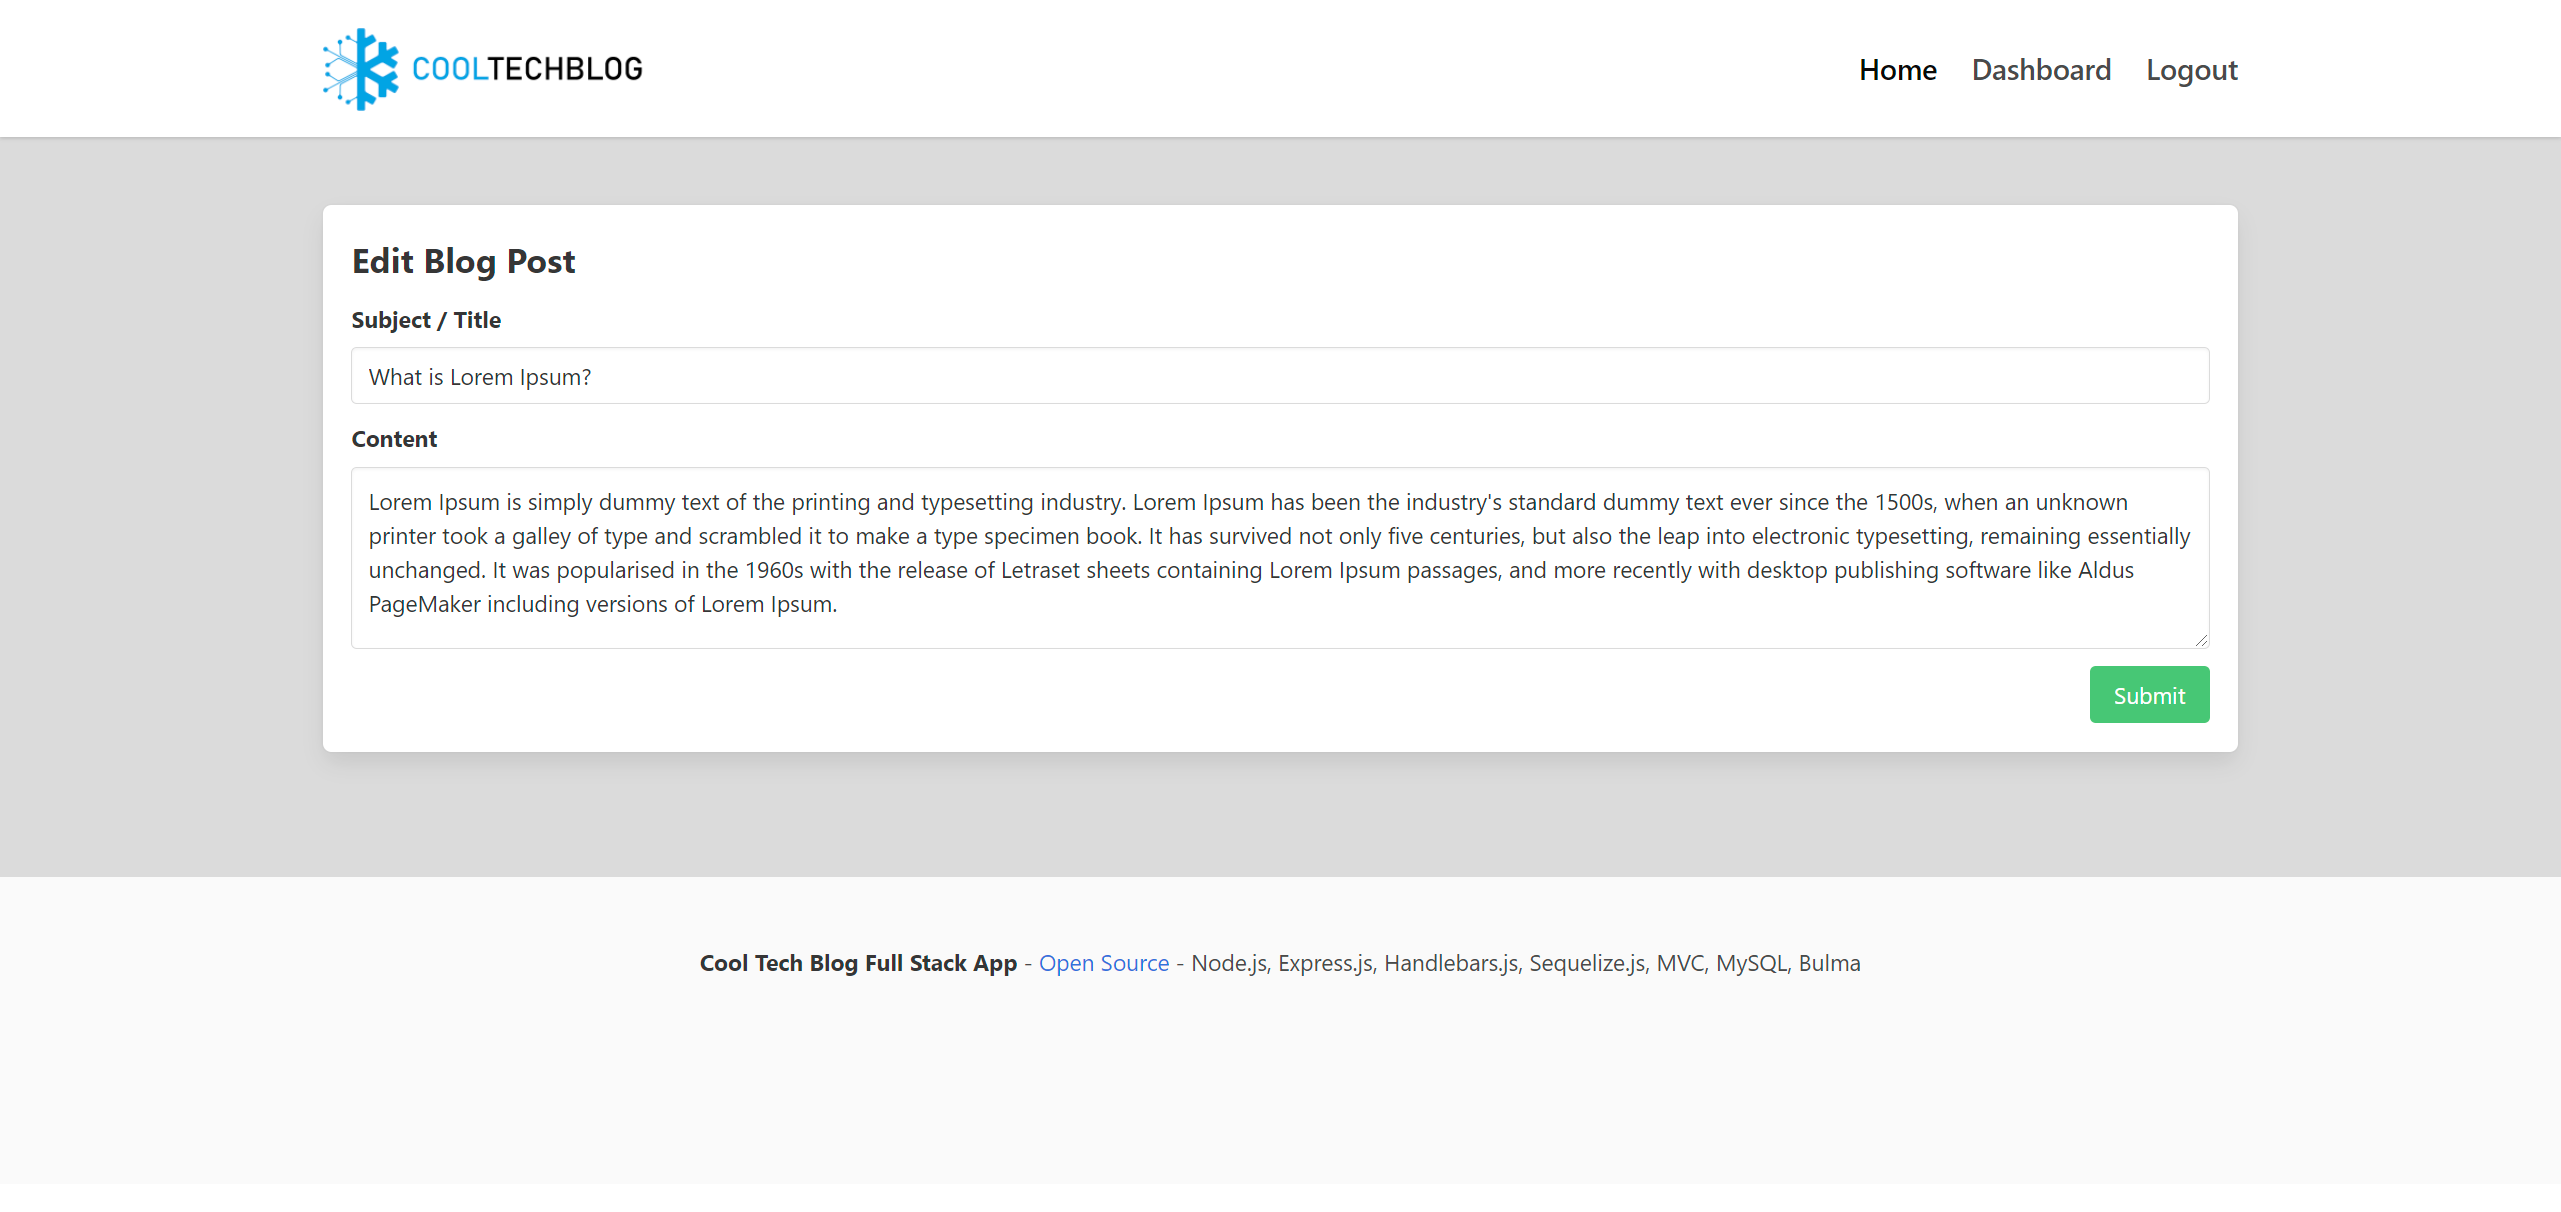 COOLTECHBLOG
Home Dashboard Logout
Edit Blog Post
Subject / Title
What is Lorem Ipsum?
Content
Lorem Ipsum is simply dummy text of the printing and typesetting industry. Lorem Ipsum has been the industry's standard dummy text ever since the 1500s, when an unknown
printer took a galley of type and scrambled it to make a type specimen book. It has survived not only five centuries, but also the leap into electronic typesetting, remaining essentially
unchanged. It was popularised in the 1960s with the release of Letraset sheets containing Lorem Ipsum passages, and more recently with desktop publishing software like Aldus
PageMaker including versions of Lorem Ipsum.
Submit
Cool Tech Blog Full Stack App - Open Source - Node.js, Express.js, Handlebars.js, Sequelize.js, MVC, MySQL, Bulma